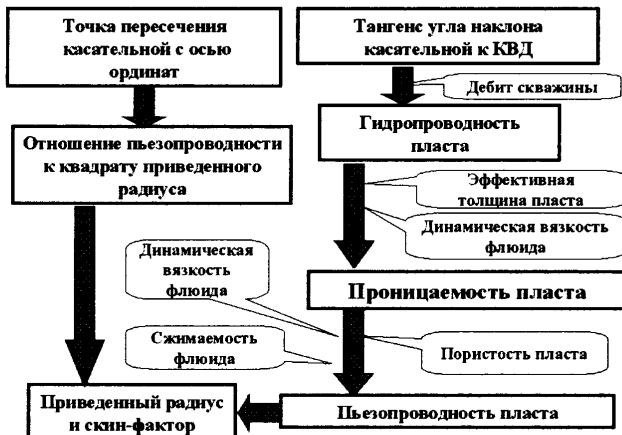 Точка пересечения
касательной с осью
ординат
Тангенс угла наклона
касательной к КВД
Дебит скважины
Отношение пьезопроводности
к квадрату приведенного
радиуса
Гидропроводность
пласта
Эффективная
толщина пласта
Динамическая вязкость
флюида
Динамическая
вязкость
флюида
Проницаемость пласта
Сжимаемость
флюида
Пористость пласта
Приведенный радиус
и скин-фактор
Пьезопроводность пласта